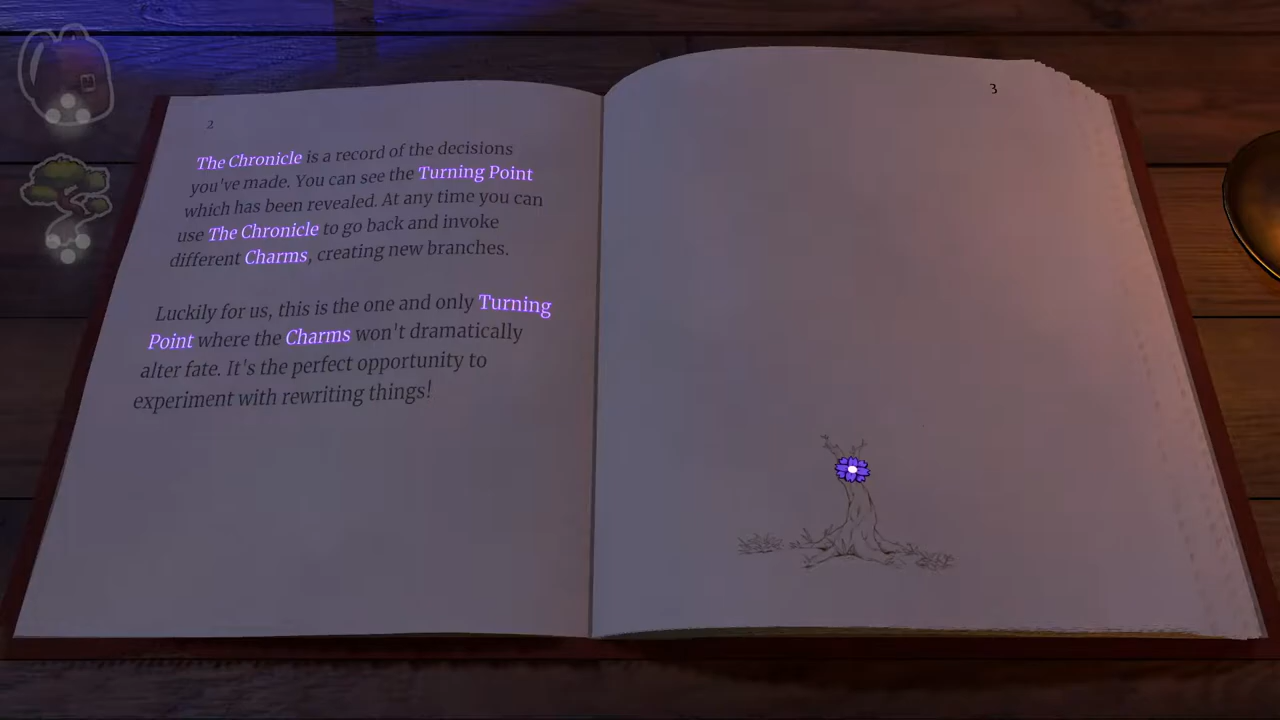 2
The Chronicle is a record of the decisions
you've made. You can see the Turning Point
which has been revealed. At any time you can
use The Chronicle to go back and invoke
different Charms, creating new branches.
Luckily for us, this is the one and only Turning
Point where the Charms won't dramatically
alter fate. It's the perfect opportunity to
experiment with rewriting things!
3